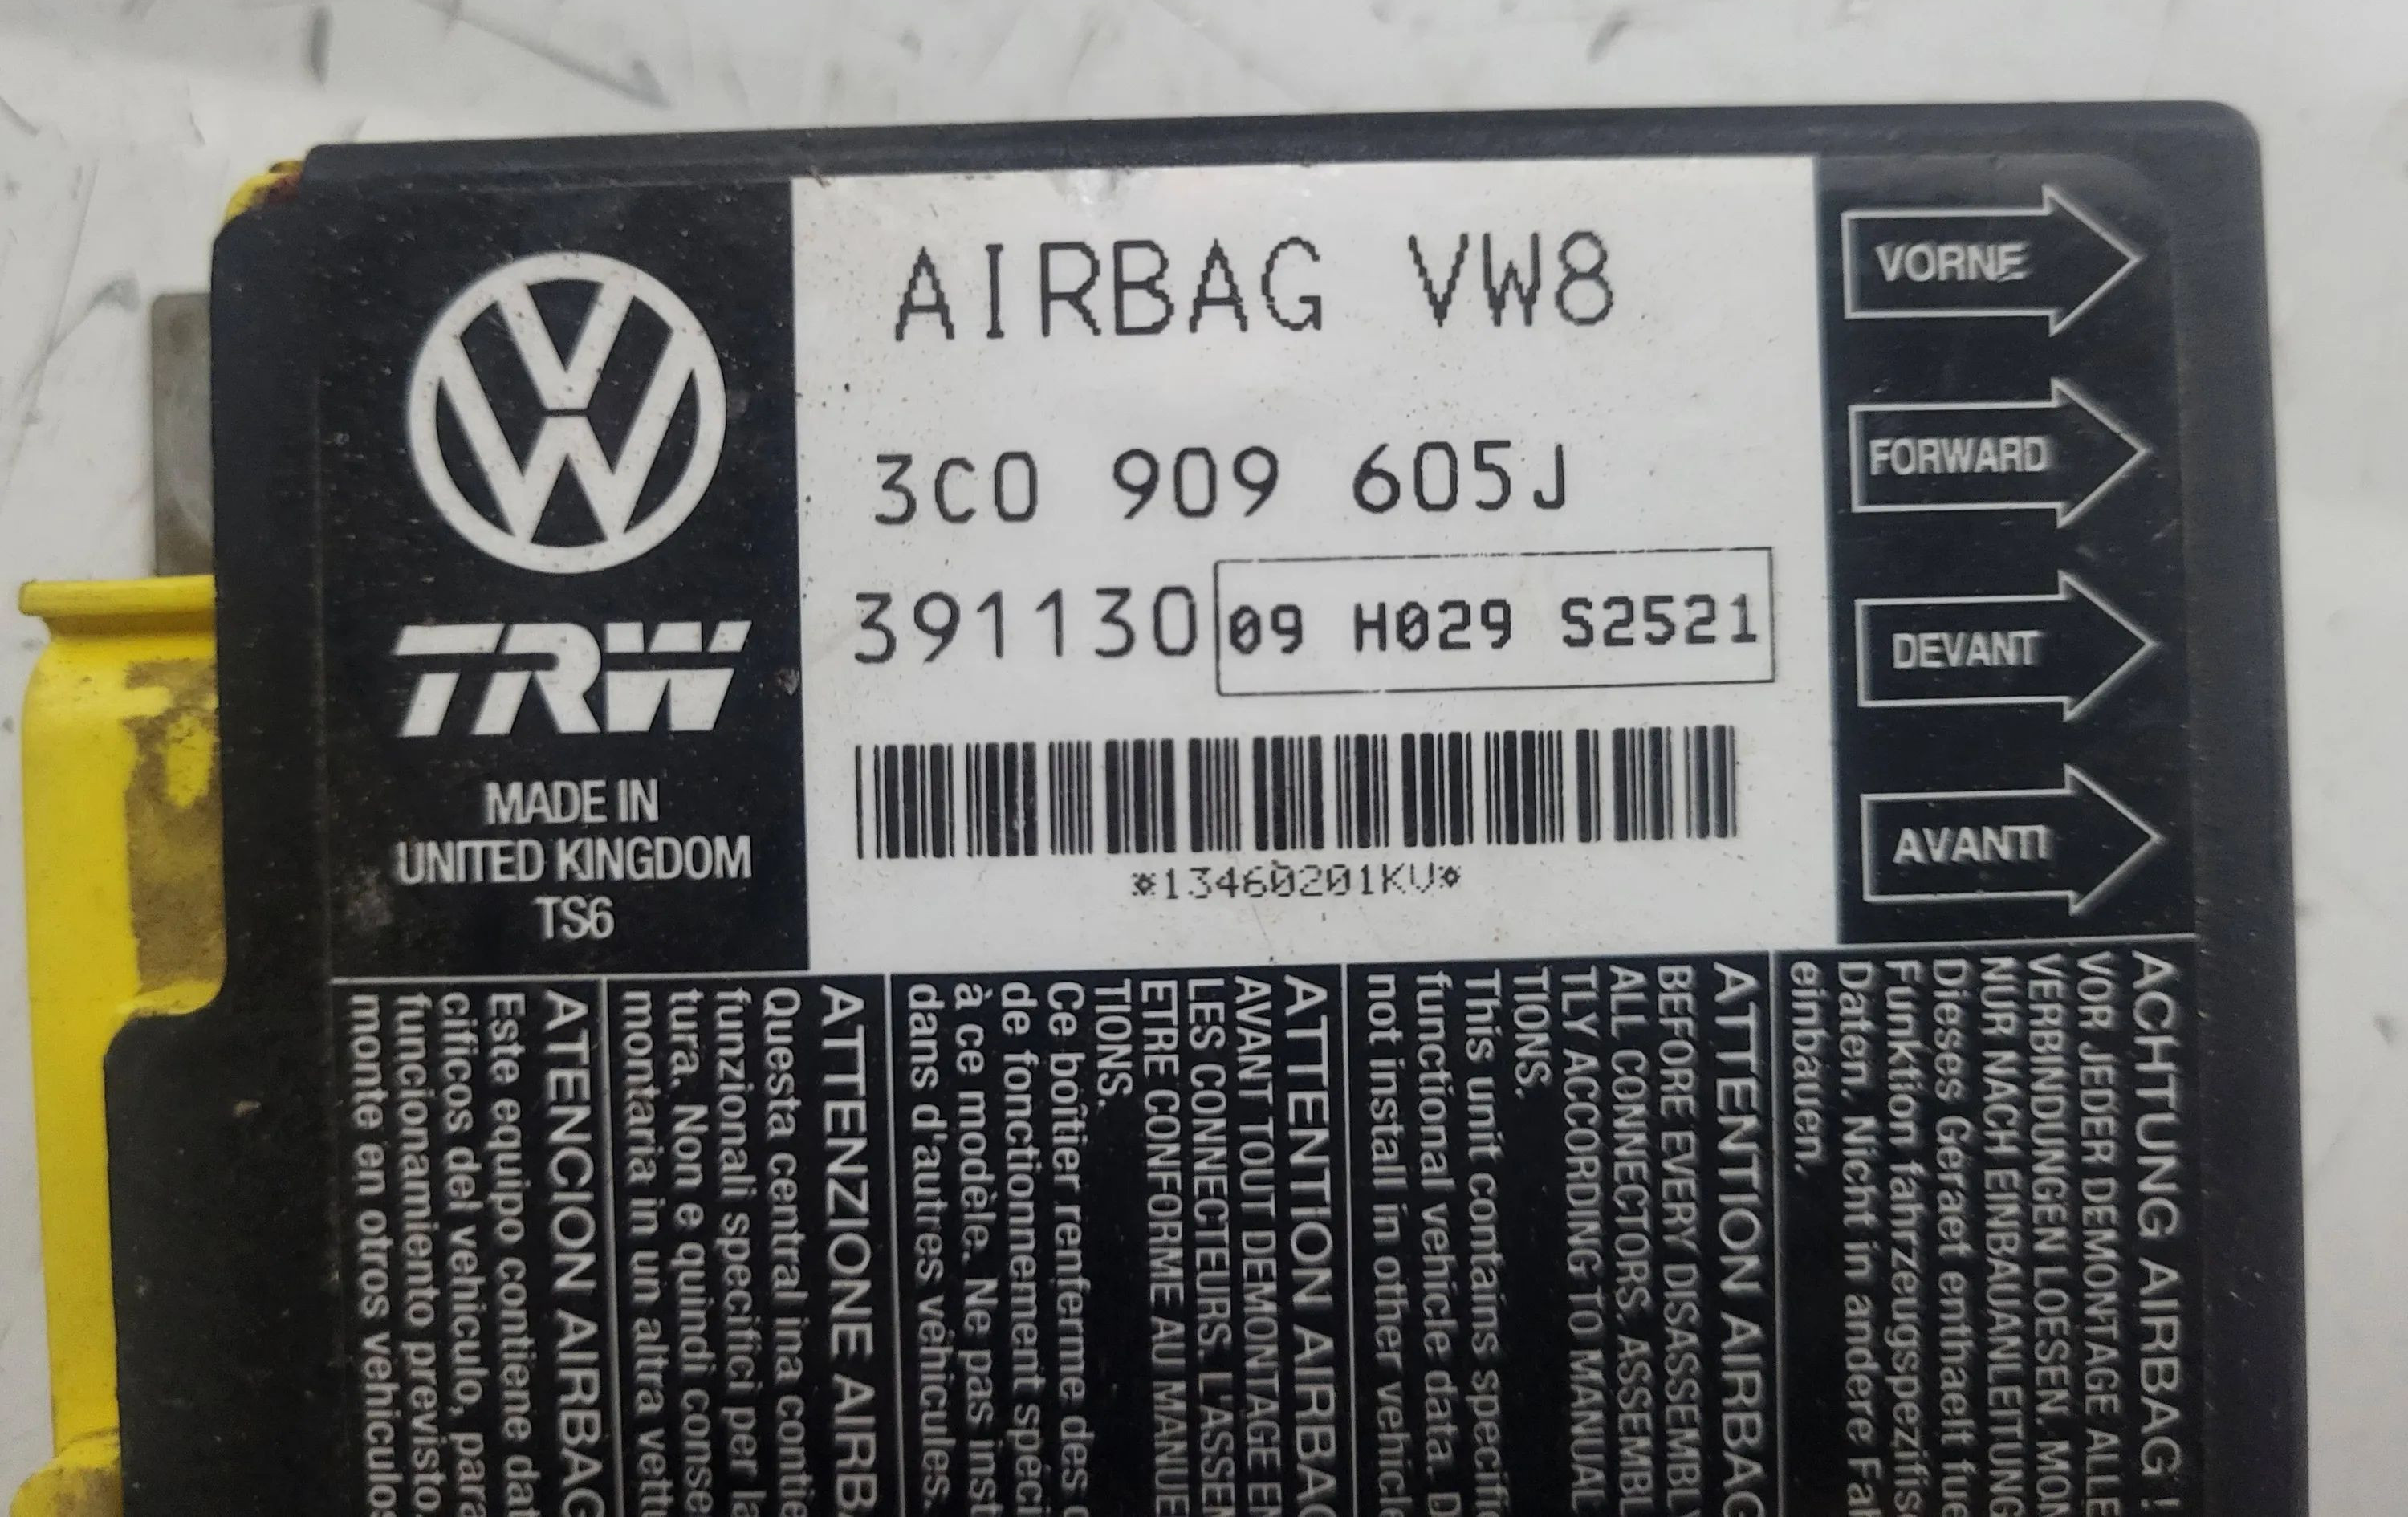 AIRBAG VW8
3C0 909 605J
391130 09 H029 S2521
*13460201KV*
VW
TRW
MADE IN
UNITED KINGDOM
TS6
VORNE
FORWARD
DEVANT
AVANTI
ACHTUNG AIRBAG!
VOR JEDER DEMONTAGE ALLE
VERBINDUNGEN LOESEN. MON
NUR NACH EINBAUANLEITUNG
Dieses Geraet enthaelt fue
Funktion fahrzeugspezifis
Daten. Nicht in andere Fah
einbauen.
ATTENTION AIRBAG
BEFORE EVERY DISASSEMBLY
ALL CONNECTORS. ASSEMBL
TLY ACCORDING TO MANUAL
TIONS.
This unit contains specifi
functional vehicle data. D
not install in other vehicle
ATTENTION AIRBAG
AVANT TOUT DEMONTAGE EN
LES CONNECTEURS. L'ASSEM
ETRE CONFORME AU MANUE
TIONS.
Ce boîtier renferme des d
de fonctionnement spéci
à ce modèle. Ne pas inst
dans d'autres véhicules.
ATTENZIONE AIRBA
Questa central ina contie
funzionali specifici per la
tura. Non e quindi conse
montaria in un altra vettu
ATENCION AIRBAG
Este equipo contiene dat
cificos del vehiculo, para
funcionamiento previsto.
monte en otros vehiculos